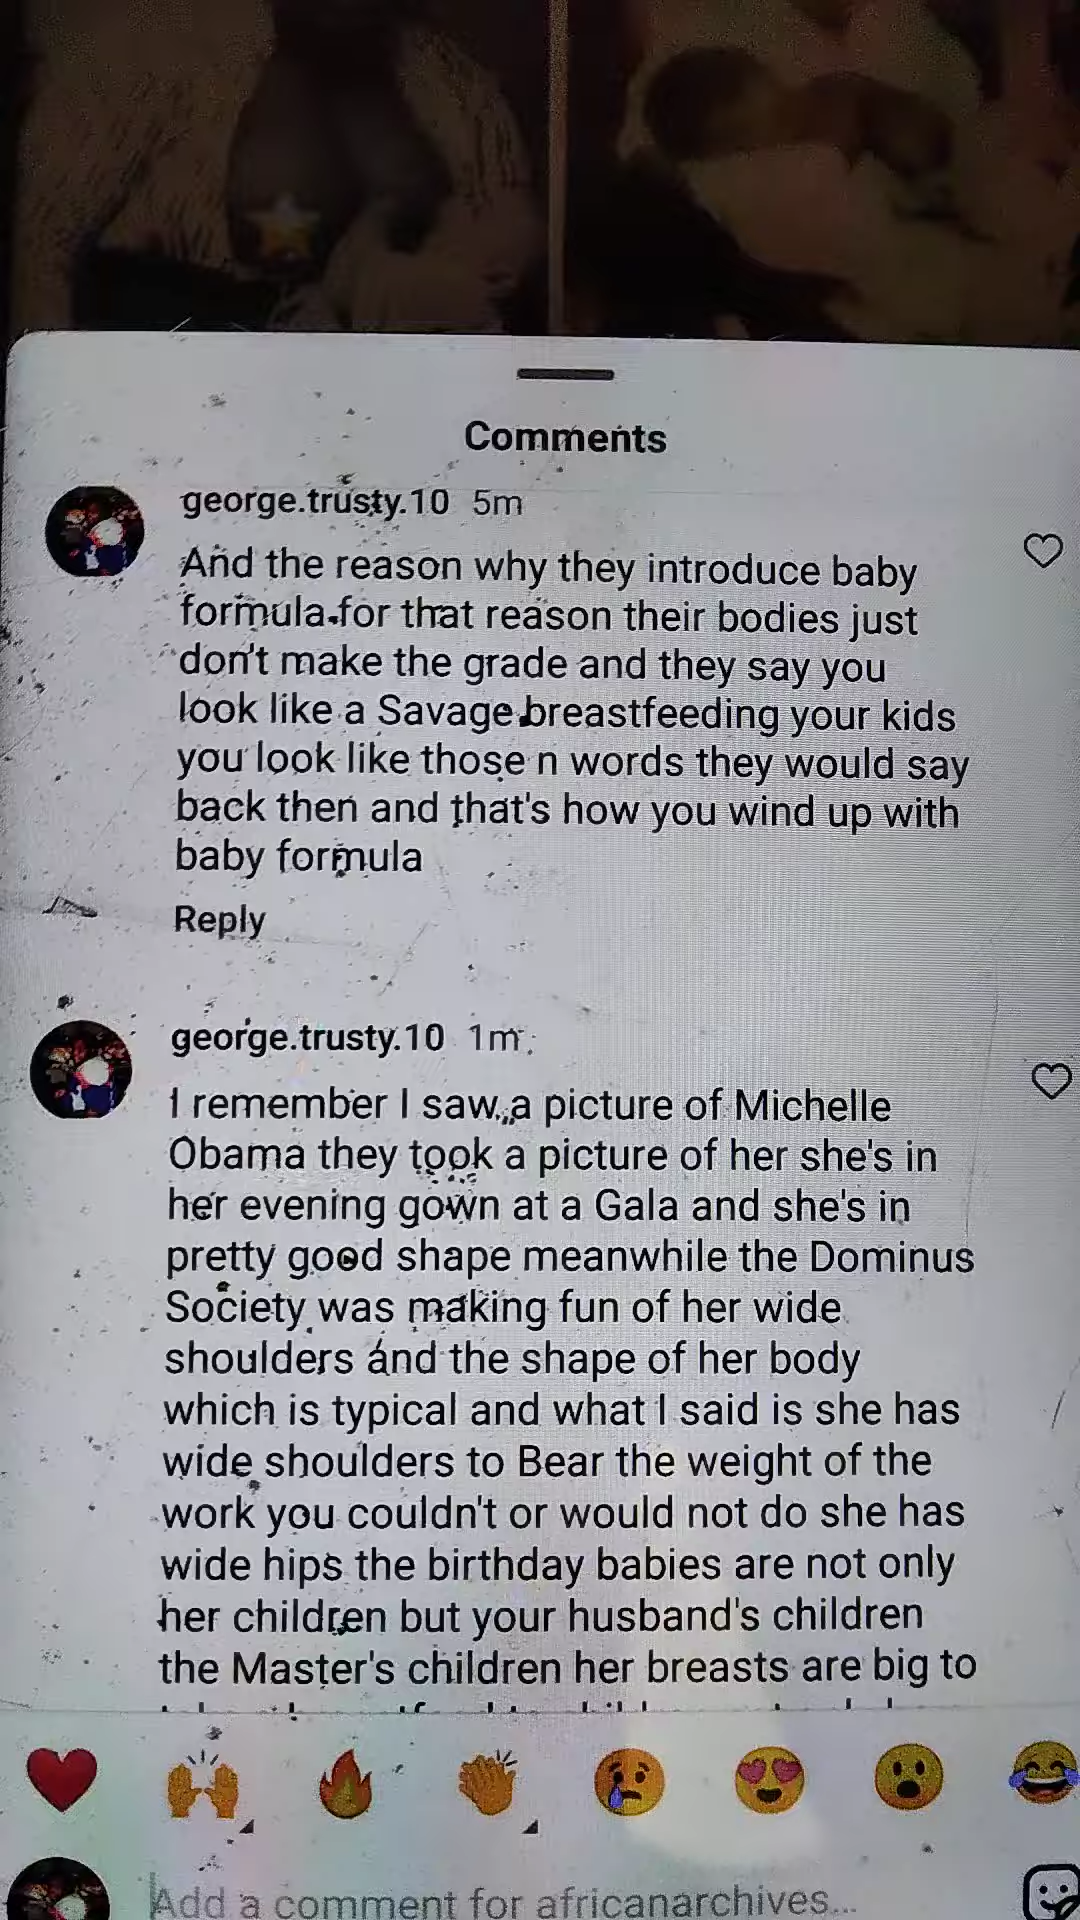 Comments
george.trusty.10 5m
And the reason why they introduce baby
formula.for that reason their bodies just
don't make the grade and they say you
look like a Savage breastfeeding your kids
you look like those n words they would say
back then and that's how you wind up with
baby formula
Reply
george.trusty.10 1m
I remember I saw a picture of Michelle
Obama they took a picture of her she's in
her evening gown at a Gala and she's in
pretty good shape meanwhile the Dominus
Society was making fun of her wide
shoulders and the shape of her body
which is typical and what I said is she has
wide shoulders to Bear the weight of the
work you couldn't or would not do she has
wide hips the birthday babies are not only
her children but your husband's children
the Master's children her breasts are big to
Add a comment for africanarchives...